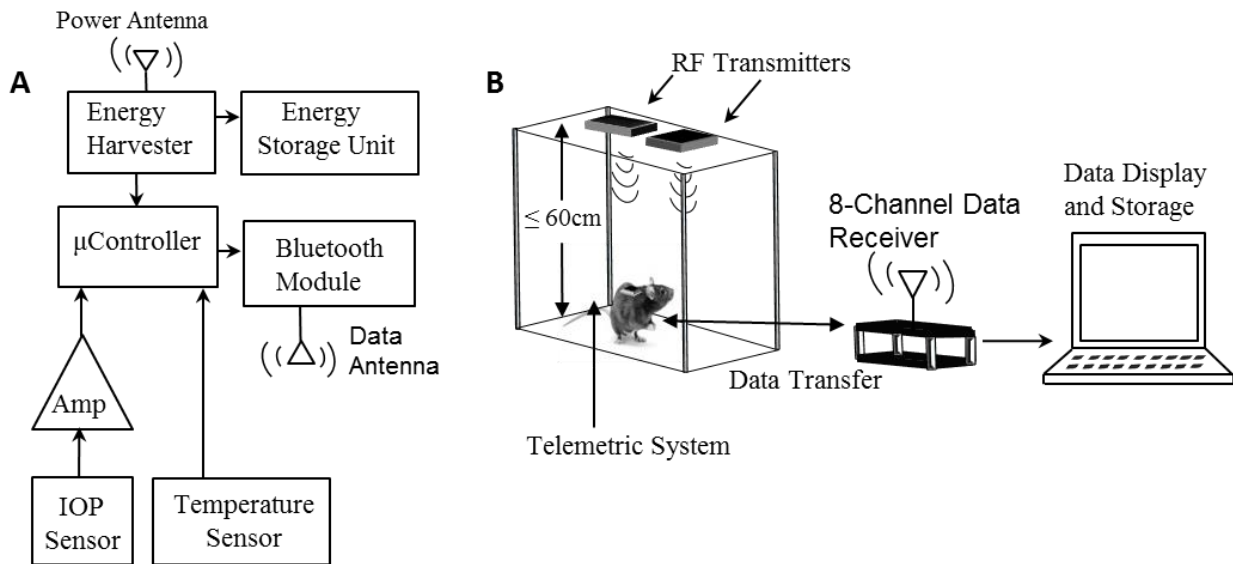 A
Power Antenna
Energy
Harvester
Energy
Storage Unit
μController
Bluetooth
Module
Data
Antenna
Amp
IOP
Sensor
Temperature
Sensor
B
RF Transmitters
≤ 60cm
8-Channel Data
Receiver
Data Display
and Storage
Data Transfer
Telemetric System